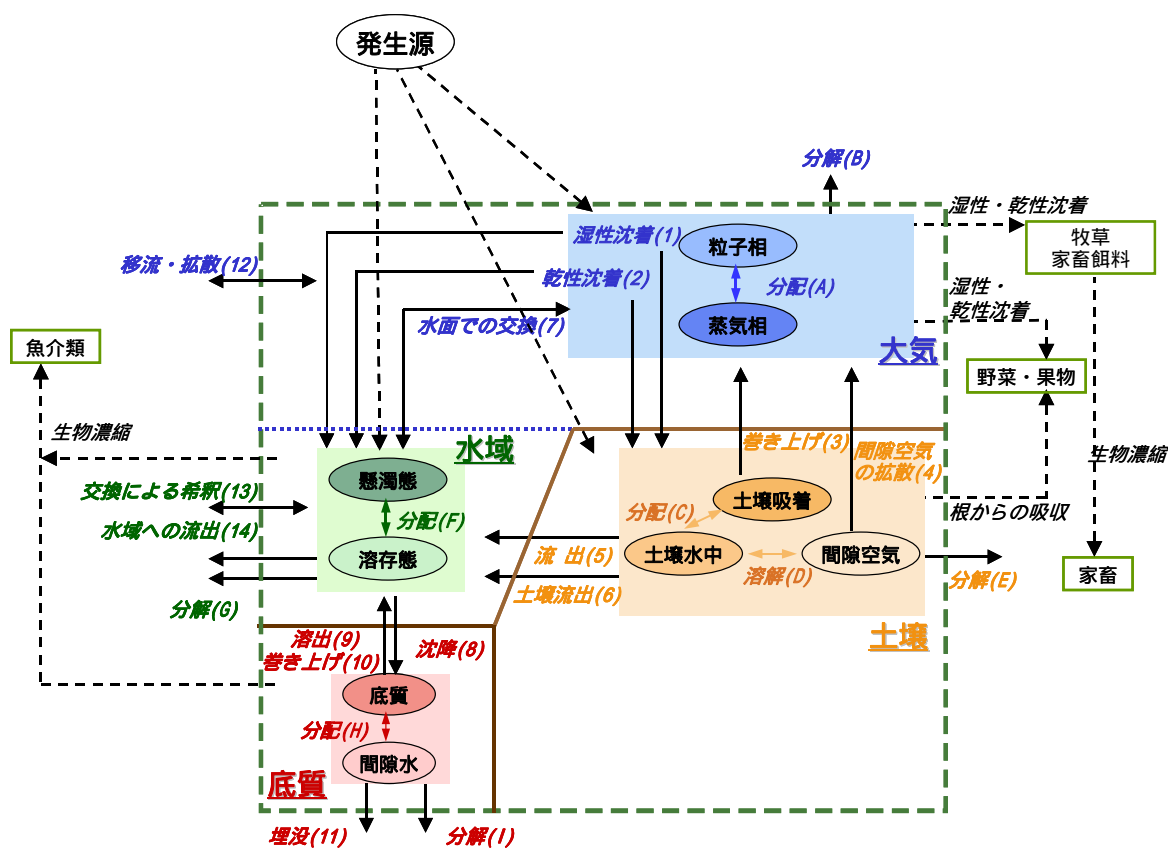 発生源
分解(B)
湿性・乾性沈着
牧草
家畜餌料
湿性沈着(1)
粒子相
移流・拡散(12)
乾性沈着(2)
分配(A)
湿性・
乾性沈着
水面での交換(7)
蒸気相
大気
魚介類
野菜・果物
生物濃縮
水域
巻き上げ(3)
間隙空気
の拡散(4)
生物濃縮
懸濁態
交換による希釈(13)
土壌吸着
水域への流出(14)
分配(F)
分配(C)
根からの吸収
溶存態
流 出(5)
土壌水中
間隙空気
溶解(D)
分解(E)
家畜
分解(G)
土壌流出(6)
土壌
溶出(9)
巻き上げ(10)
沈降(8)
底質
分配(H)
間隙水
底質
埋没(11)
分解(I)